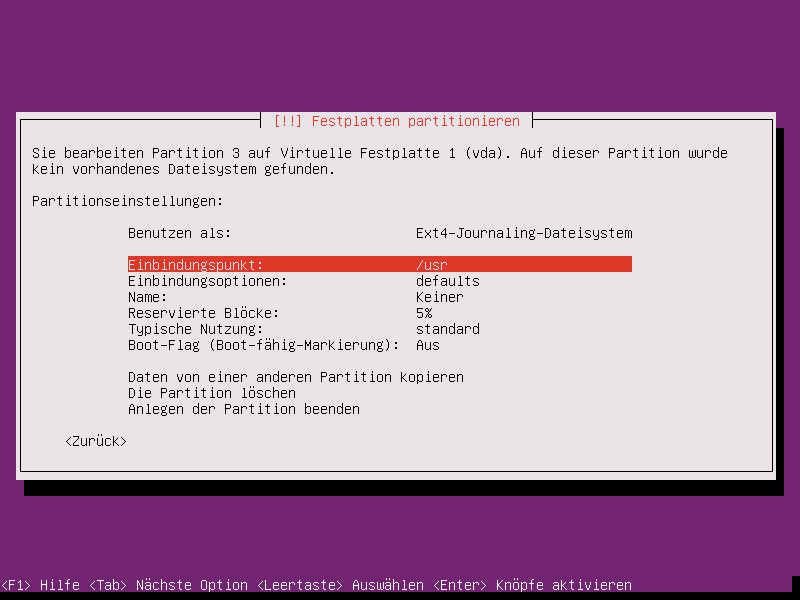 [!!] Festplatten partitionieren
Sie bearbeiten Partition 3 auf Virtuelle Festplatte 1 (vda). Auf dieser Partition wurde
kein vorhandenes Dateisystem gefunden.
Partitionseinstellungen:
Benutzen als: Ext4-Journaling-Dateisystem
Einbindungspunkt: /usr
Einbindungsoptionen: defaults
Name: Keiner
Reservierte Blöcke: 5%
Typische Nutzung: standard
Boot-Flag (Boot-fähig-Markierung): Aus
Daten von einer anderen Partition kopieren
Die Partition löschen
Anlegen der Partition beenden
<Zurück>
<F1> Hilfe <Tab> Nächste Option <Leertaste> Auswählen <Enter> Knöpfe aktivieren